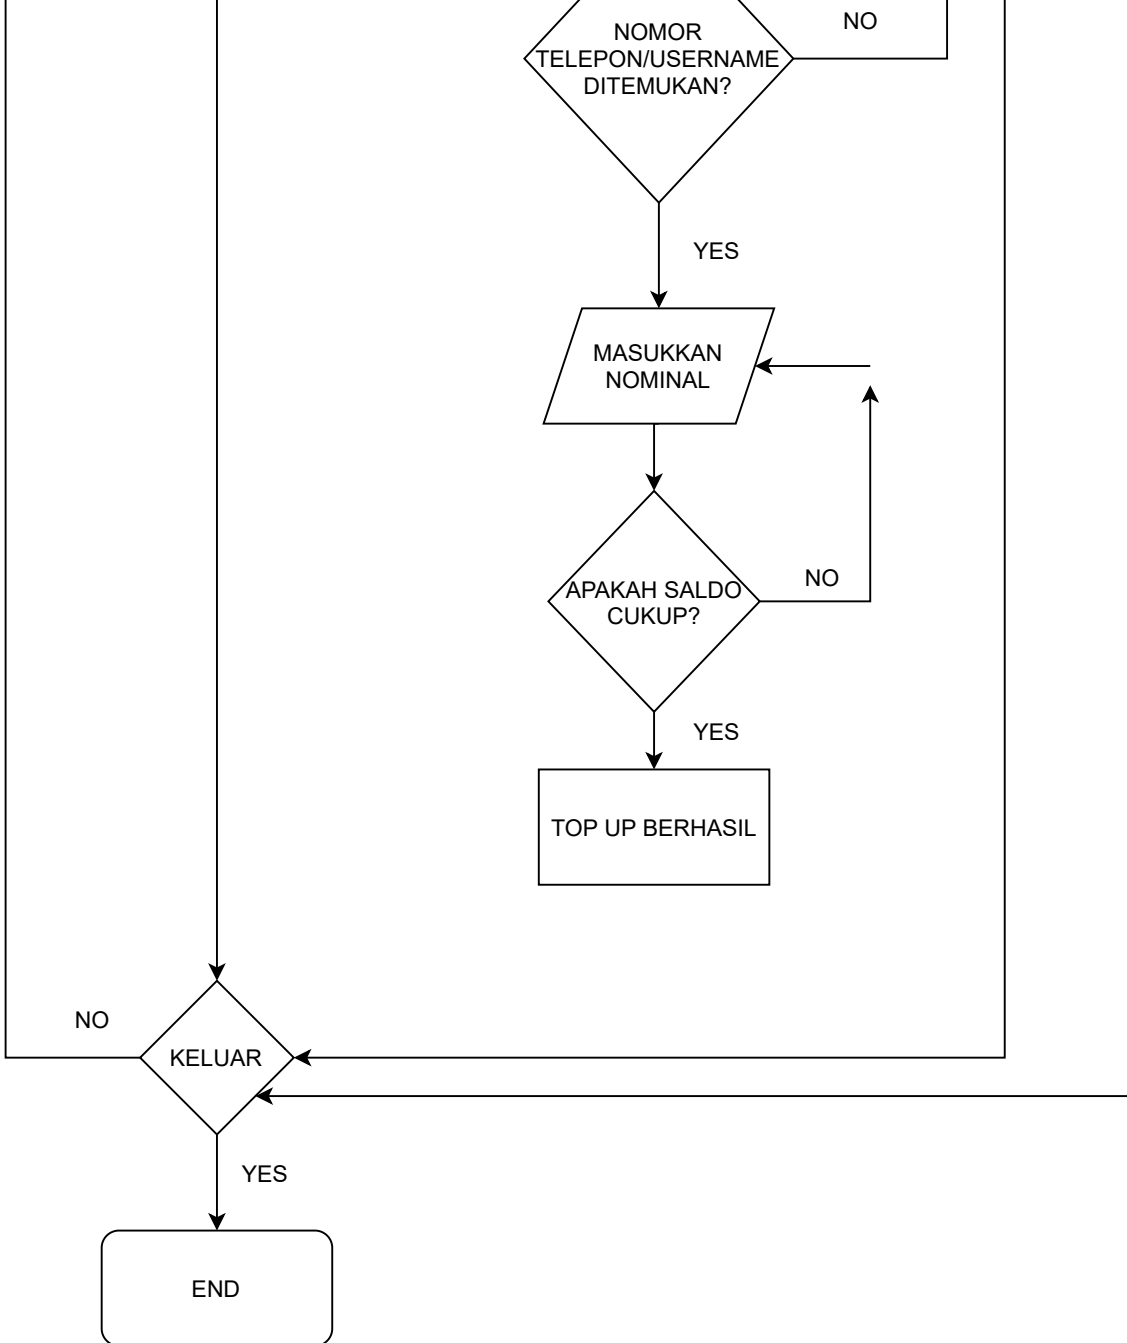 NO
NOMOR
TELEPON/USERNAME
DITEMUKAN?
YES
MASUKKAN
NOMINAL
NO
APAKAH SALDO
CUKUP?
YES
TOP UP BERHASIL
NO
KELUAR
YES
END